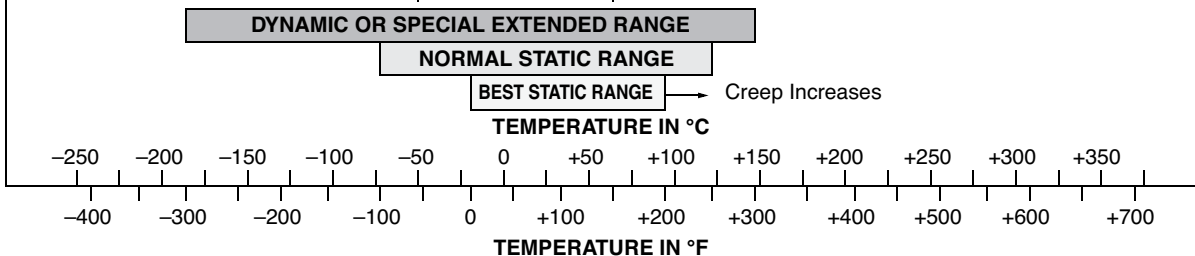 DYNAMIC OR SPECIAL EXTENDED RANGE
NORMAL STATIC RANGE
BEST STATIC RANGE Creep Increases
TEMPERATURE IN °C
–250 –200 –150 –100 –50 0 +50 +100 +150 +200 +250 +300 +350
–400 –300 –200 –100 0 +100 +200 +300 +400 +500 +600 +700
TEMPERATURE IN °F